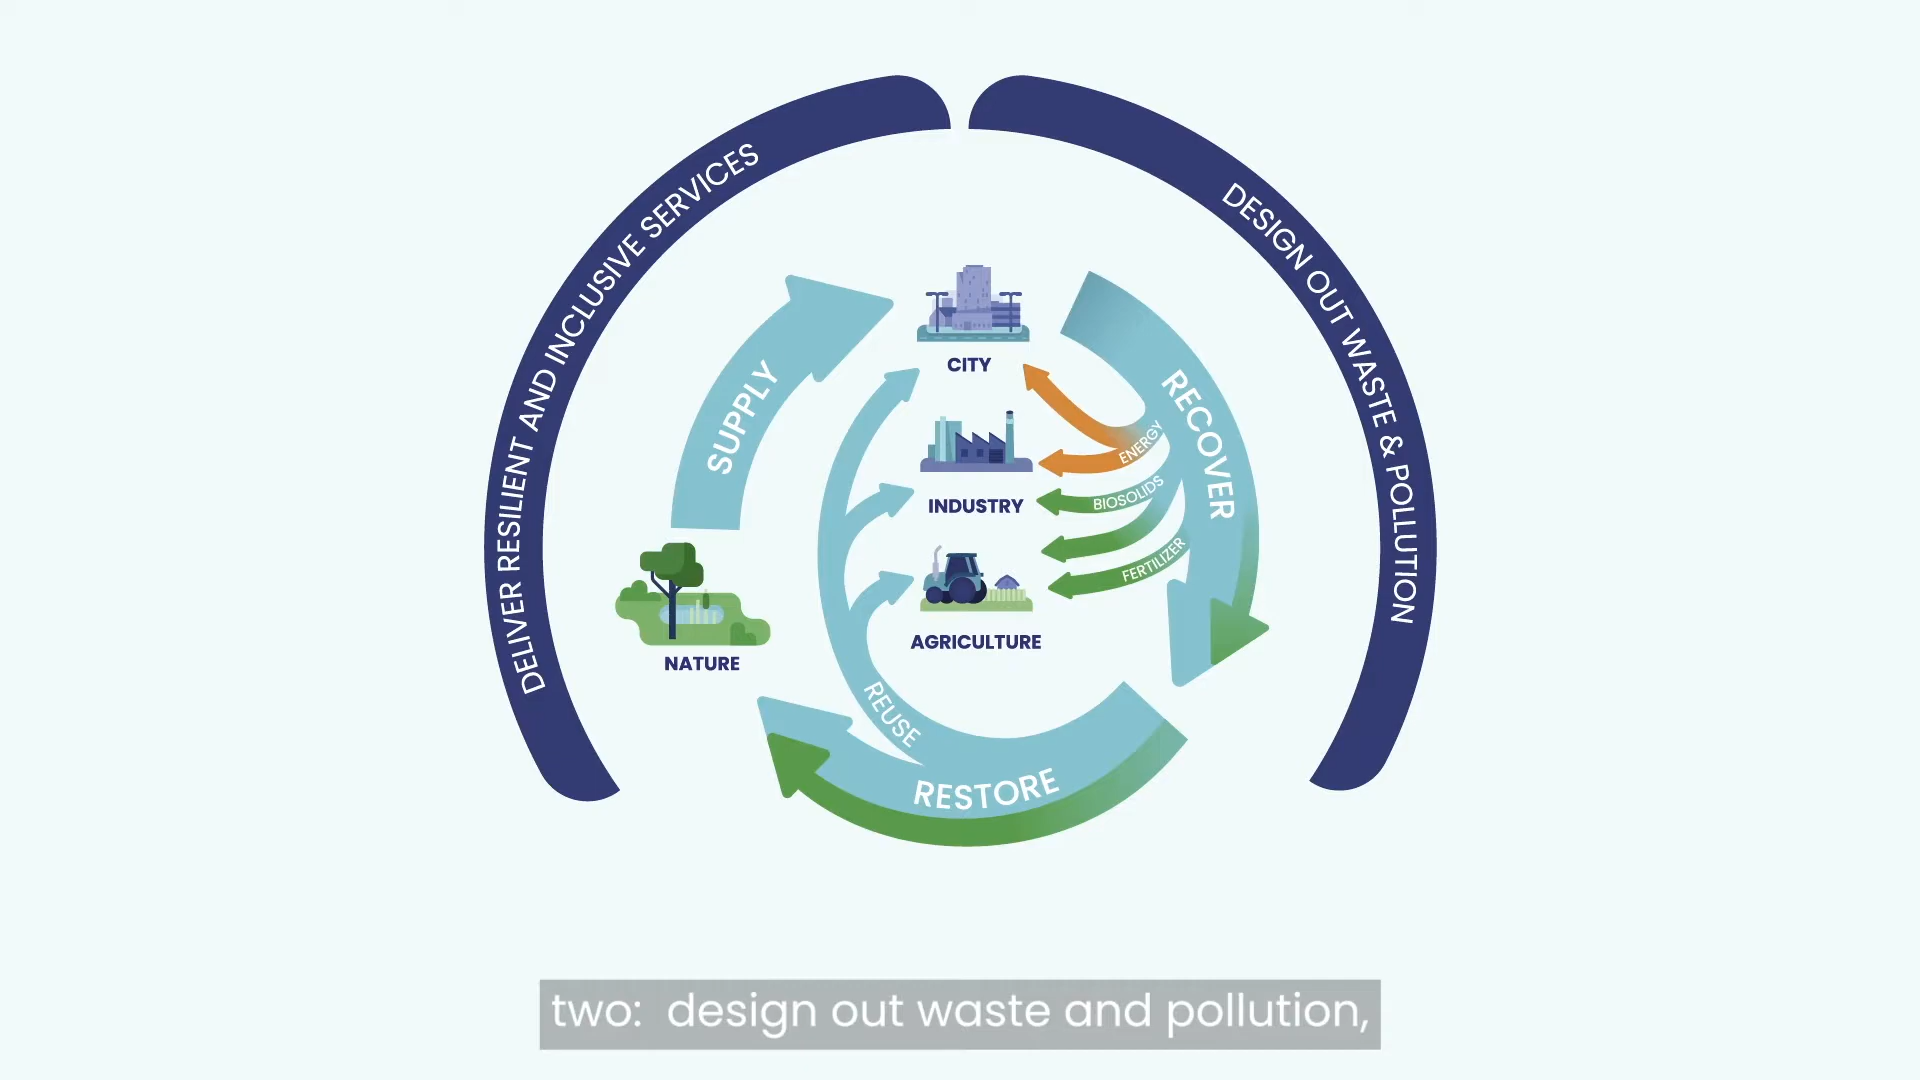 DELIVER RESILIENT AND INCLUSIVE SERVICES
DESIGN OUT WASTE & POLLUTION
SUPPLY
CITY
RECOVER
ENERGY
INDUSTRY
BIOSOLIDS
FERTILIZER
AGRICULTURE
NATURE
REUSE
RESTORE
two:  design out waste and pollution,